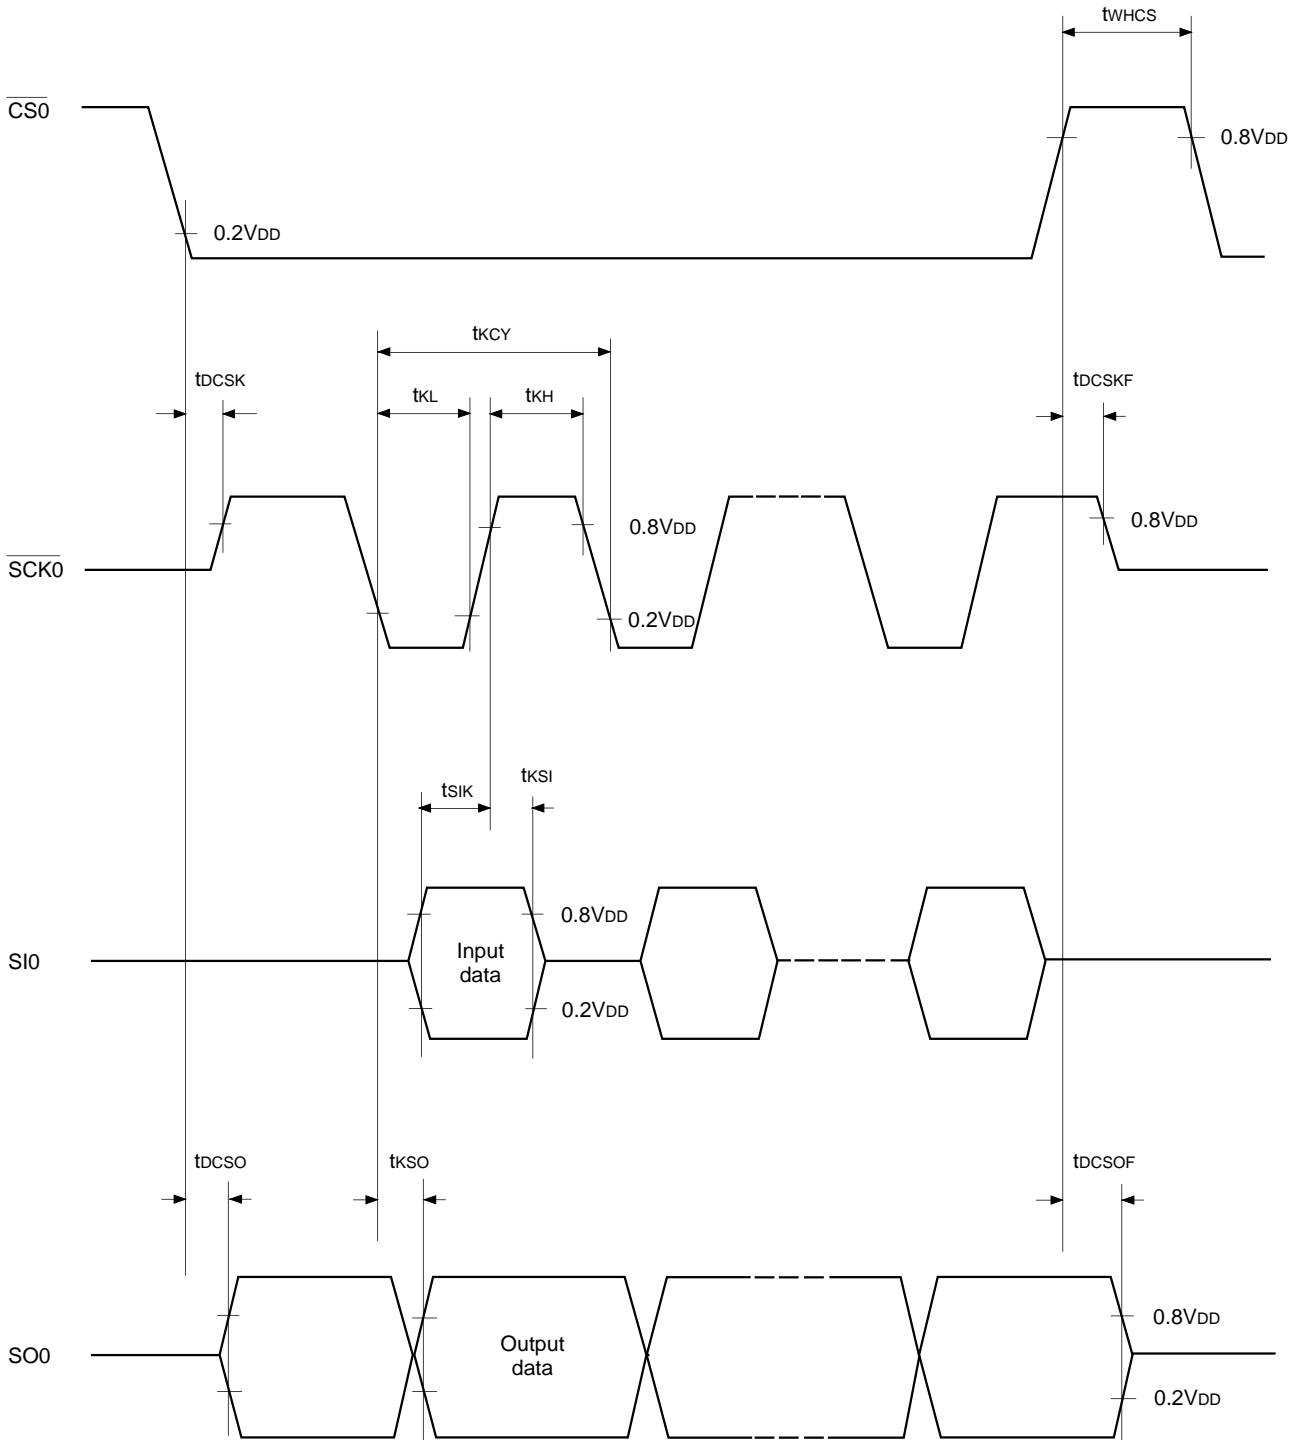 tWHCS
CS0
0.8VDD
0.2VDD
tKCY
tDCSK
tKL
tKH
tDCSKF
0.8VDD
0.8VDD
SCK0
0.2VDD
tSIK
tKSI
0.8VDD
SI0
Input
data
0.2VDD
tDCSO
tKSO
tDCSOF
0.8VDD
SO0
Output
data
0.2VDD